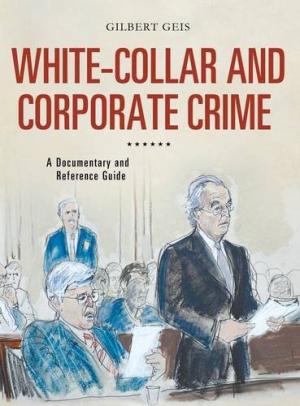 GILBERT GEIS
WHITE-COLLAR AND
CORPORATE CRIME
A Documentary and
Reference Guide